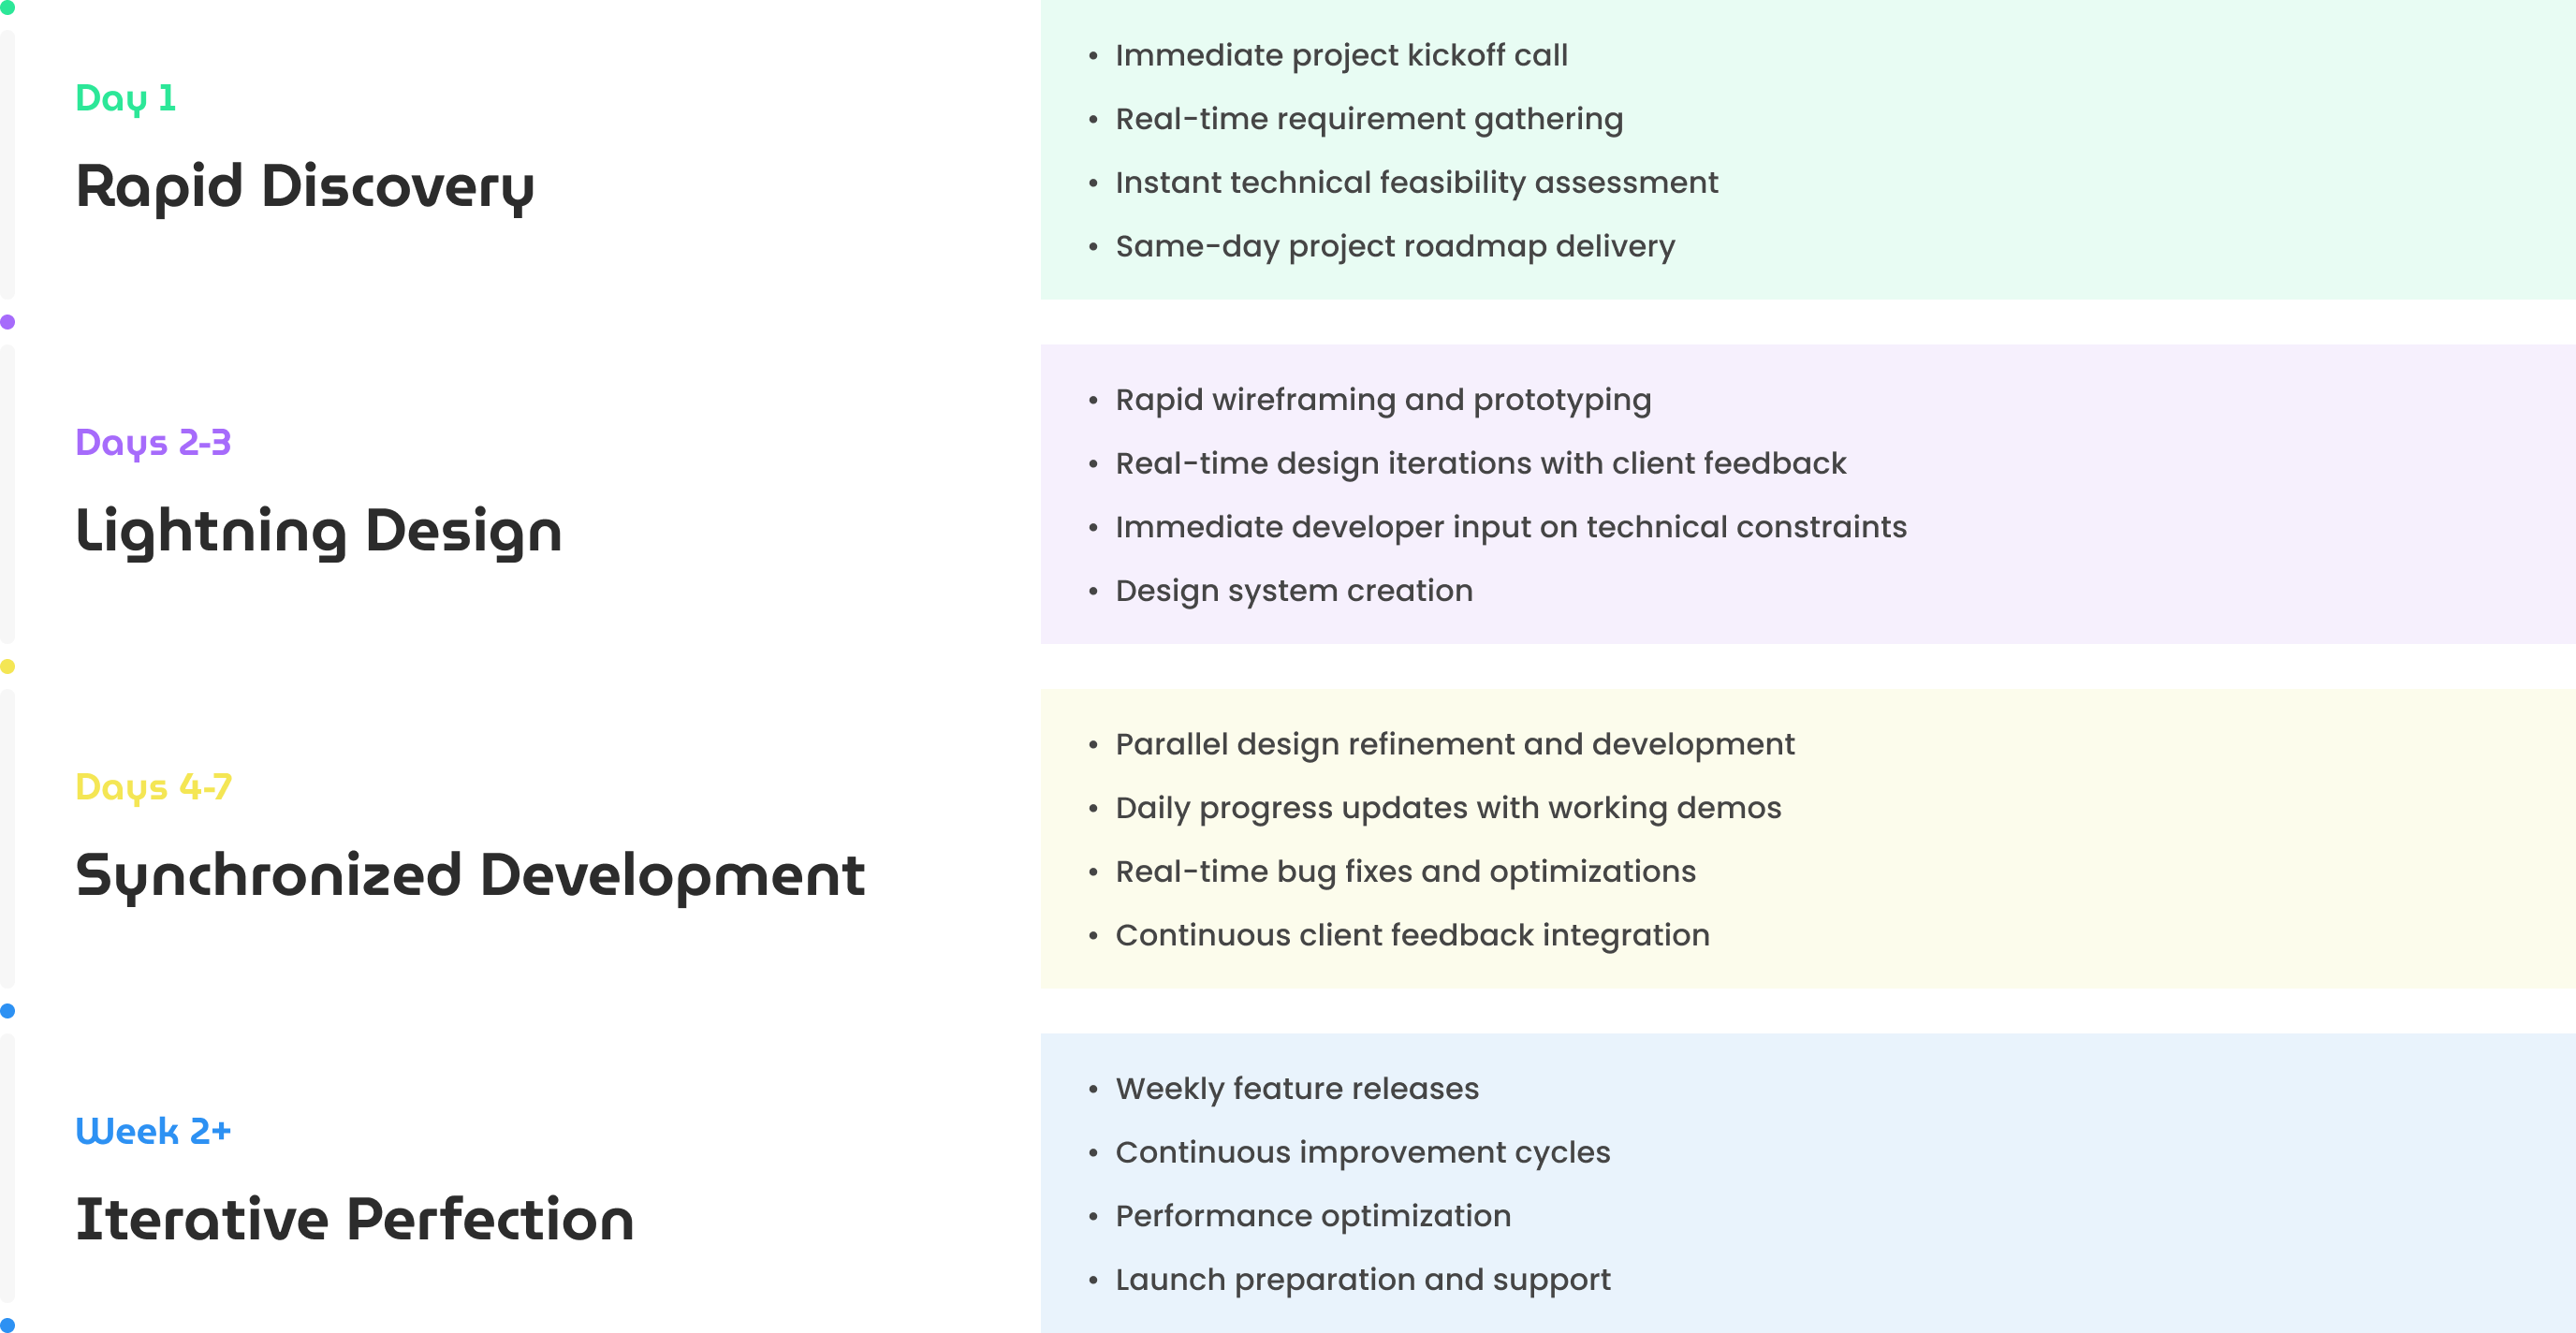 Day 1
Rapid Discovery
• Immediate project kickoff call
• Real-time requirement gathering
• Instant technical feasibility assessment
• Same-day project roadmap delivery
Days 2-3
Lightning Design
• Rapid wireframing and prototyping
• Real-time design iterations with client feedback
• Immediate developer input on technical constraints
• Design system creation
Days 4-7
Synchronized Development
• Parallel design refinement and development
• Daily progress updates with working demos
• Real-time bug fixes and optimizations
• Continuous client feedback integration
Week 2+
Iterative Perfection
• Weekly feature releases
• Continuous improvement cycles
• Performance optimization
• Launch preparation and support